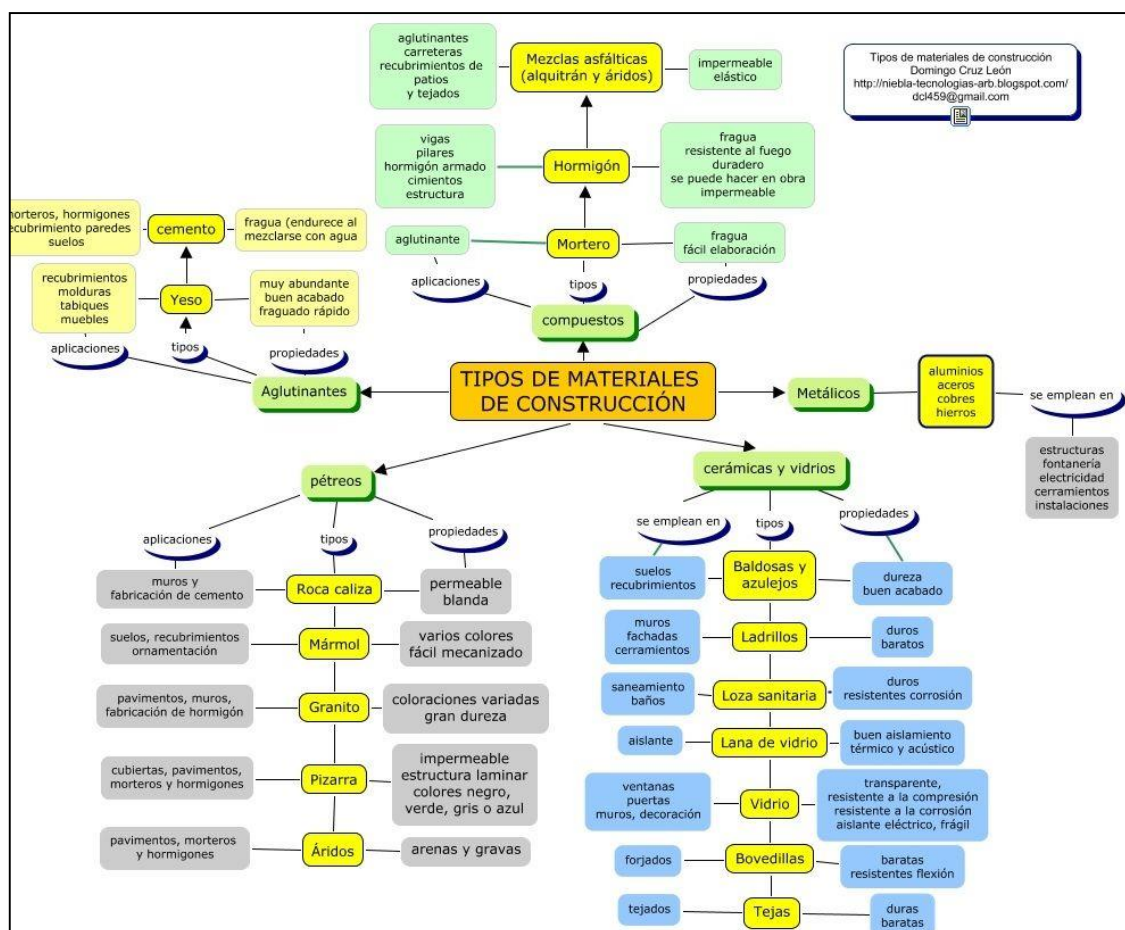 aglutinantes
carreteras
recubrimientos de
patios
y tejados
Mezclas asfálticas
(alquitrán y áridos)
impermeable
elástico
Tipos de materiales de construcción
Domingo Cruz León
http://niebla-tecnologias-arb.blogspot.com/
dcl459@gmail.com
vigas
pilares
hormigón armado
cimientos
estructura
Hormigón
fragua
resistente al fuego
duradero
se puede hacer en obra
impermeable
morteros, hormigones
recubrimiento paredes
suelos
cemento
fragua (endurece al
mezclarse con agua
aglutinante
Mortero
fragua
fácil elaboración
recubrimientos
molduras
tabiques
muebles
Yeso
muy abundante
buen acabado
fraguado rápido
aplicaciones
tipos
propiedades
compuestos
aplicaciones
tipos
propiedades
Aglutinantes
TIPOS DE MATERIALES
DE CONSTRUCCIÓN
Metálicos
aluminios
aceros
cobres
hierros
se emplean en
estructuras
fontanería
electricidad
cerramientos
instalaciones
pétreos
aplicaciones
tipos
propiedades
muros y
fabricación de cemento
Roca caliza
permeable
blanda
suelos, recubrimientos
ornamentación
Mármol
varios colores
fácil mecanizado
pavimentos, muros,
fabricación de hormigón
Granito
coloraciones variadas
gran dureza
cubiertas, pavimentos,
morteros y hormigones
Pizarra
impermeable
estructura laminar
colores negro,
verde, gris o azul
pavimentos, morteros
y hormigones
Áridos
arenas y gravas
cerámicas y vidrios
se emplean en
tipos
propiedades
suelos
recubrimientos
Baldosas y
azulejos
dureza
buen acabado
muros
fachadas
cerramientos
Ladrillos
duros
baratos
saneamiento
baños
Loza sanitaria
duros
resistentes corrosión
aislante
Lana de vidrio
buen aislamiento
térmico y acústico
ventanas
puertas
muros, decoración
Vidrio
transparente,
resistente a la compresión
resistente a la corrosión
aislante eléctrico, frágil
forjados
Bovedillas
baratas
resistentes flexión
tejados
Tejas
duras
baratas